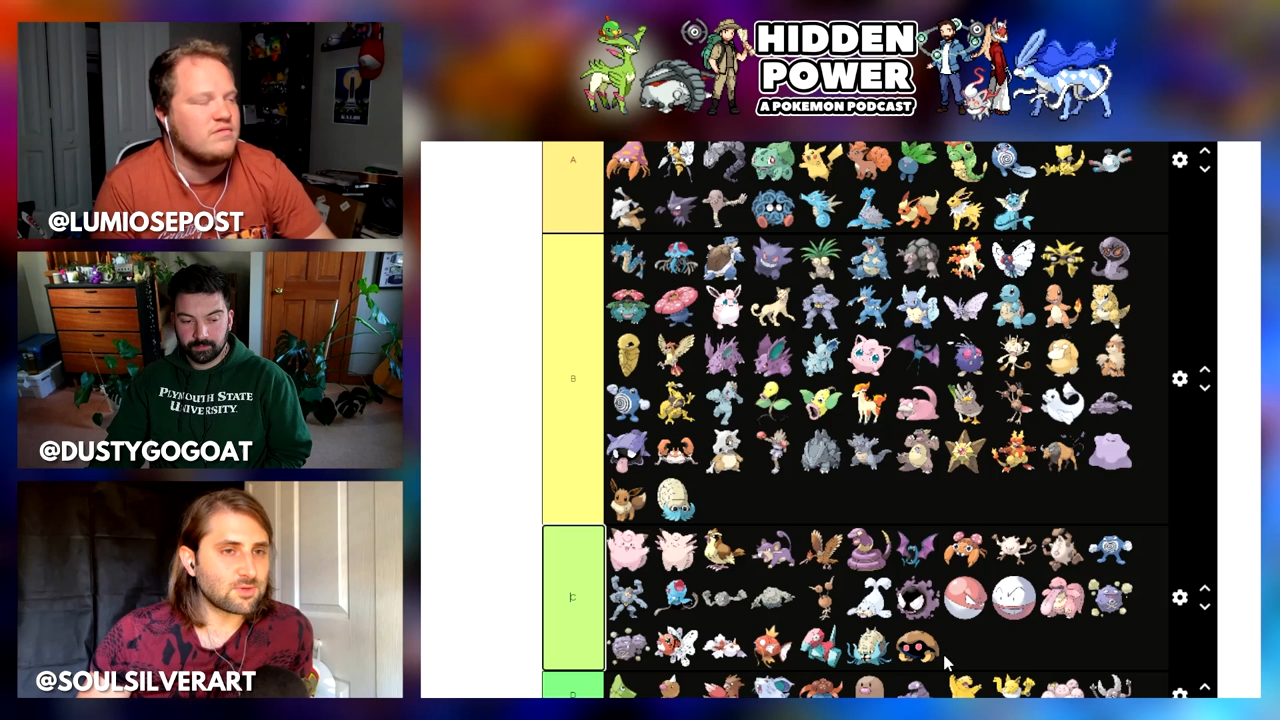 HIDDEN
POWER
A POKEMON PODCAST
@LUMIOSEPOST
PLYMOUTH STATE
UNIVERSITY
@DUSTYGOGOAT
@SOULSILVERART
A
B
C
D